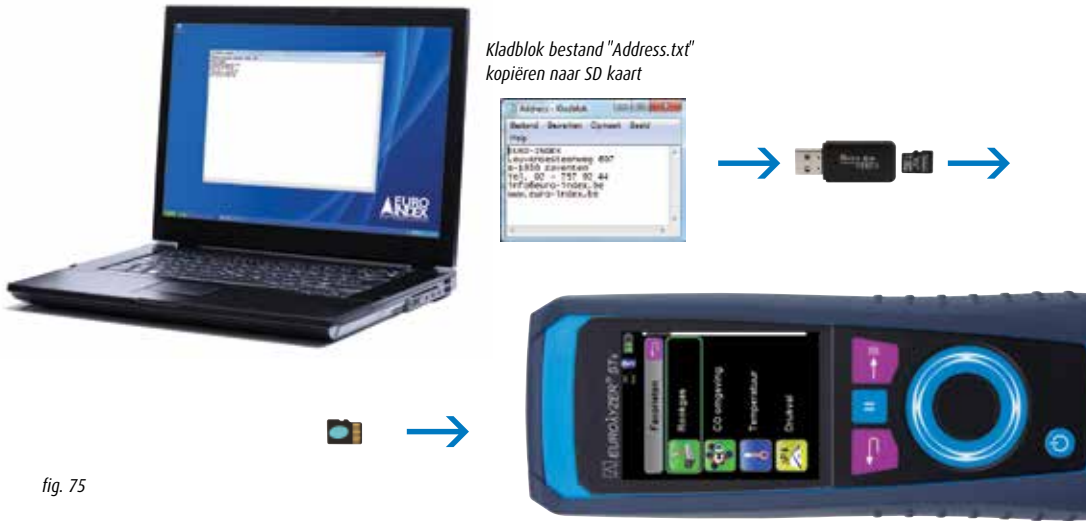 Kladblok bestand "Address.txt"
kopiëren naar SD kaart
Address - Kladblok
Bestand Bewerken Opmaak Beeld
Help
EURO-INDEX
Leuvensesteenweg 607
B-1930 Zaventem
Tel. 02 - 757 92 44
info@euro-index.be
www.euro-index.be
EURO
INDEX
EUROLYZER® STx
Favorieten
Rookgas
CO omgeving
Temperatuur
Drukval
fig. 75